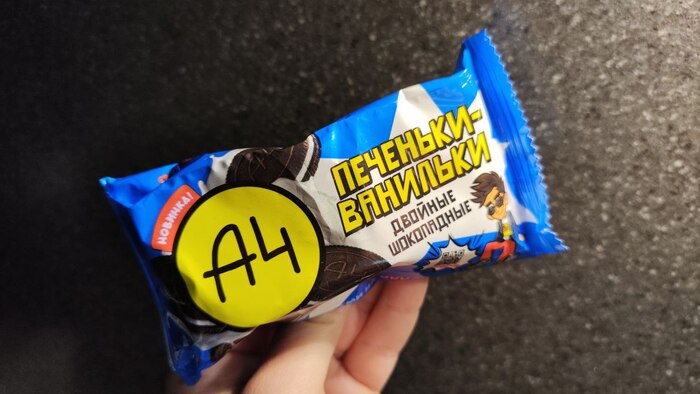 НОВИНКА!
А4
ПЕЧЕНЬКИ-
ВАНИЛЬКИ
ДВОЙНЫЕ
ШОКОЛАДНЫЕ